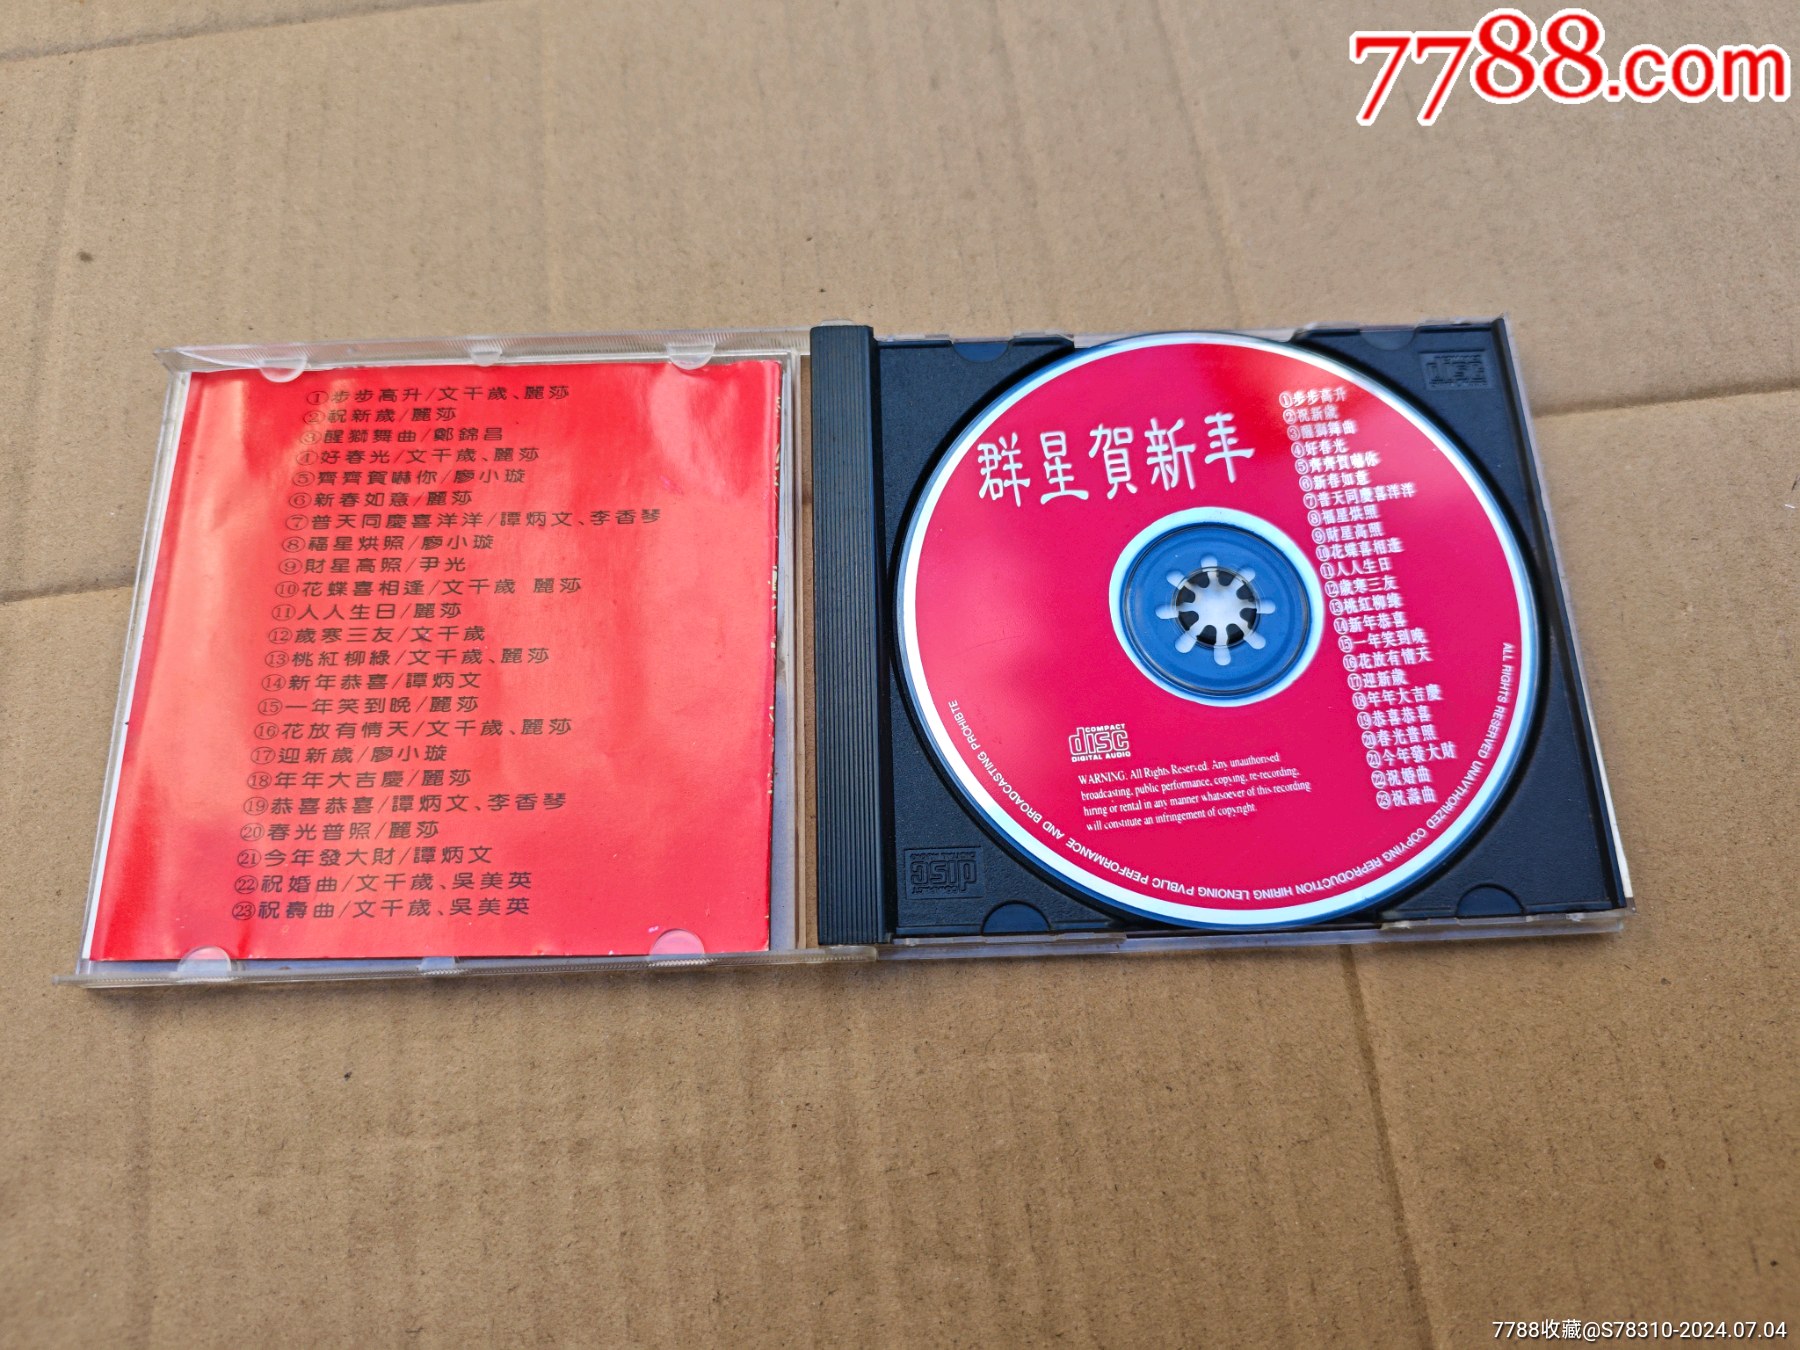 7788.com
①步步高升/文千歲、麗莎
②祝新歲/麗莎
③醒獅舞曲/鄭錦昌
④好春光/文千歲、麗莎
⑤齊齊賀嚇你/廖小璇
⑥新春如意/麗莎
⑦普天同慶喜洋洋/譚炳文、李香琴
⑧福星烘照/廖小璇
⑨財星高照/尹光
⑩花蝶喜相逢/文千歲 麗莎
⑪人人生日/麗莎
⑫歲寒三友/文千歲
⑬桃紅柳綠/文千歲、麗莎
⑭新年恭喜/譚炳文
⑮一年笑到晚/麗莎
⑯花放有情天/文千歲、麗莎
⑰迎新歲/廖小璇
⑱年年大吉慶/麗莎
⑲恭喜恭喜/譚炳文、李香琴
⑳春光普照/麗莎
㉑今年發大財/譚炳文
㉒祝婚曲/文千歲、吳美英
㉓祝壽曲/文千歲、吳美英
群星賀新年
①步步高升
②祝新歲
③醒獅舞曲
④好春光
⑤齊齊賀嚇你
⑥新春如意
⑦普天同慶喜洋洋
⑧福星烘照
⑨財星高照
⑩花蝶喜相逢
⑪人人生日
⑫歲寒三友
⑬桃紅柳綠
⑭新年恭喜
⑮一年笑到晚
⑯花放有情天
⑰迎新歲
⑱年年大吉慶
⑲恭喜恭喜
⑳春光普照
㉑今年發大財
㉒祝婚曲
㉓祝壽曲
COMPACT
disc
DIGITAL AUDIO
WARNING. All Rights Reserved. Any unauthorised
broadcasting, public performance, copying, re-recording,
hiring or rental in any manner whatsoever of this recording
will constitute an infringement of copyright.
ALL RIGHTS RESERVED UNAVTHORIZED COPYING REPRODUCTION HIRING LENOING PVBLIC PERFORMANCE AND BROADCASTING PROHIBTE
disc
7788收藏@S78310-2024.07.04